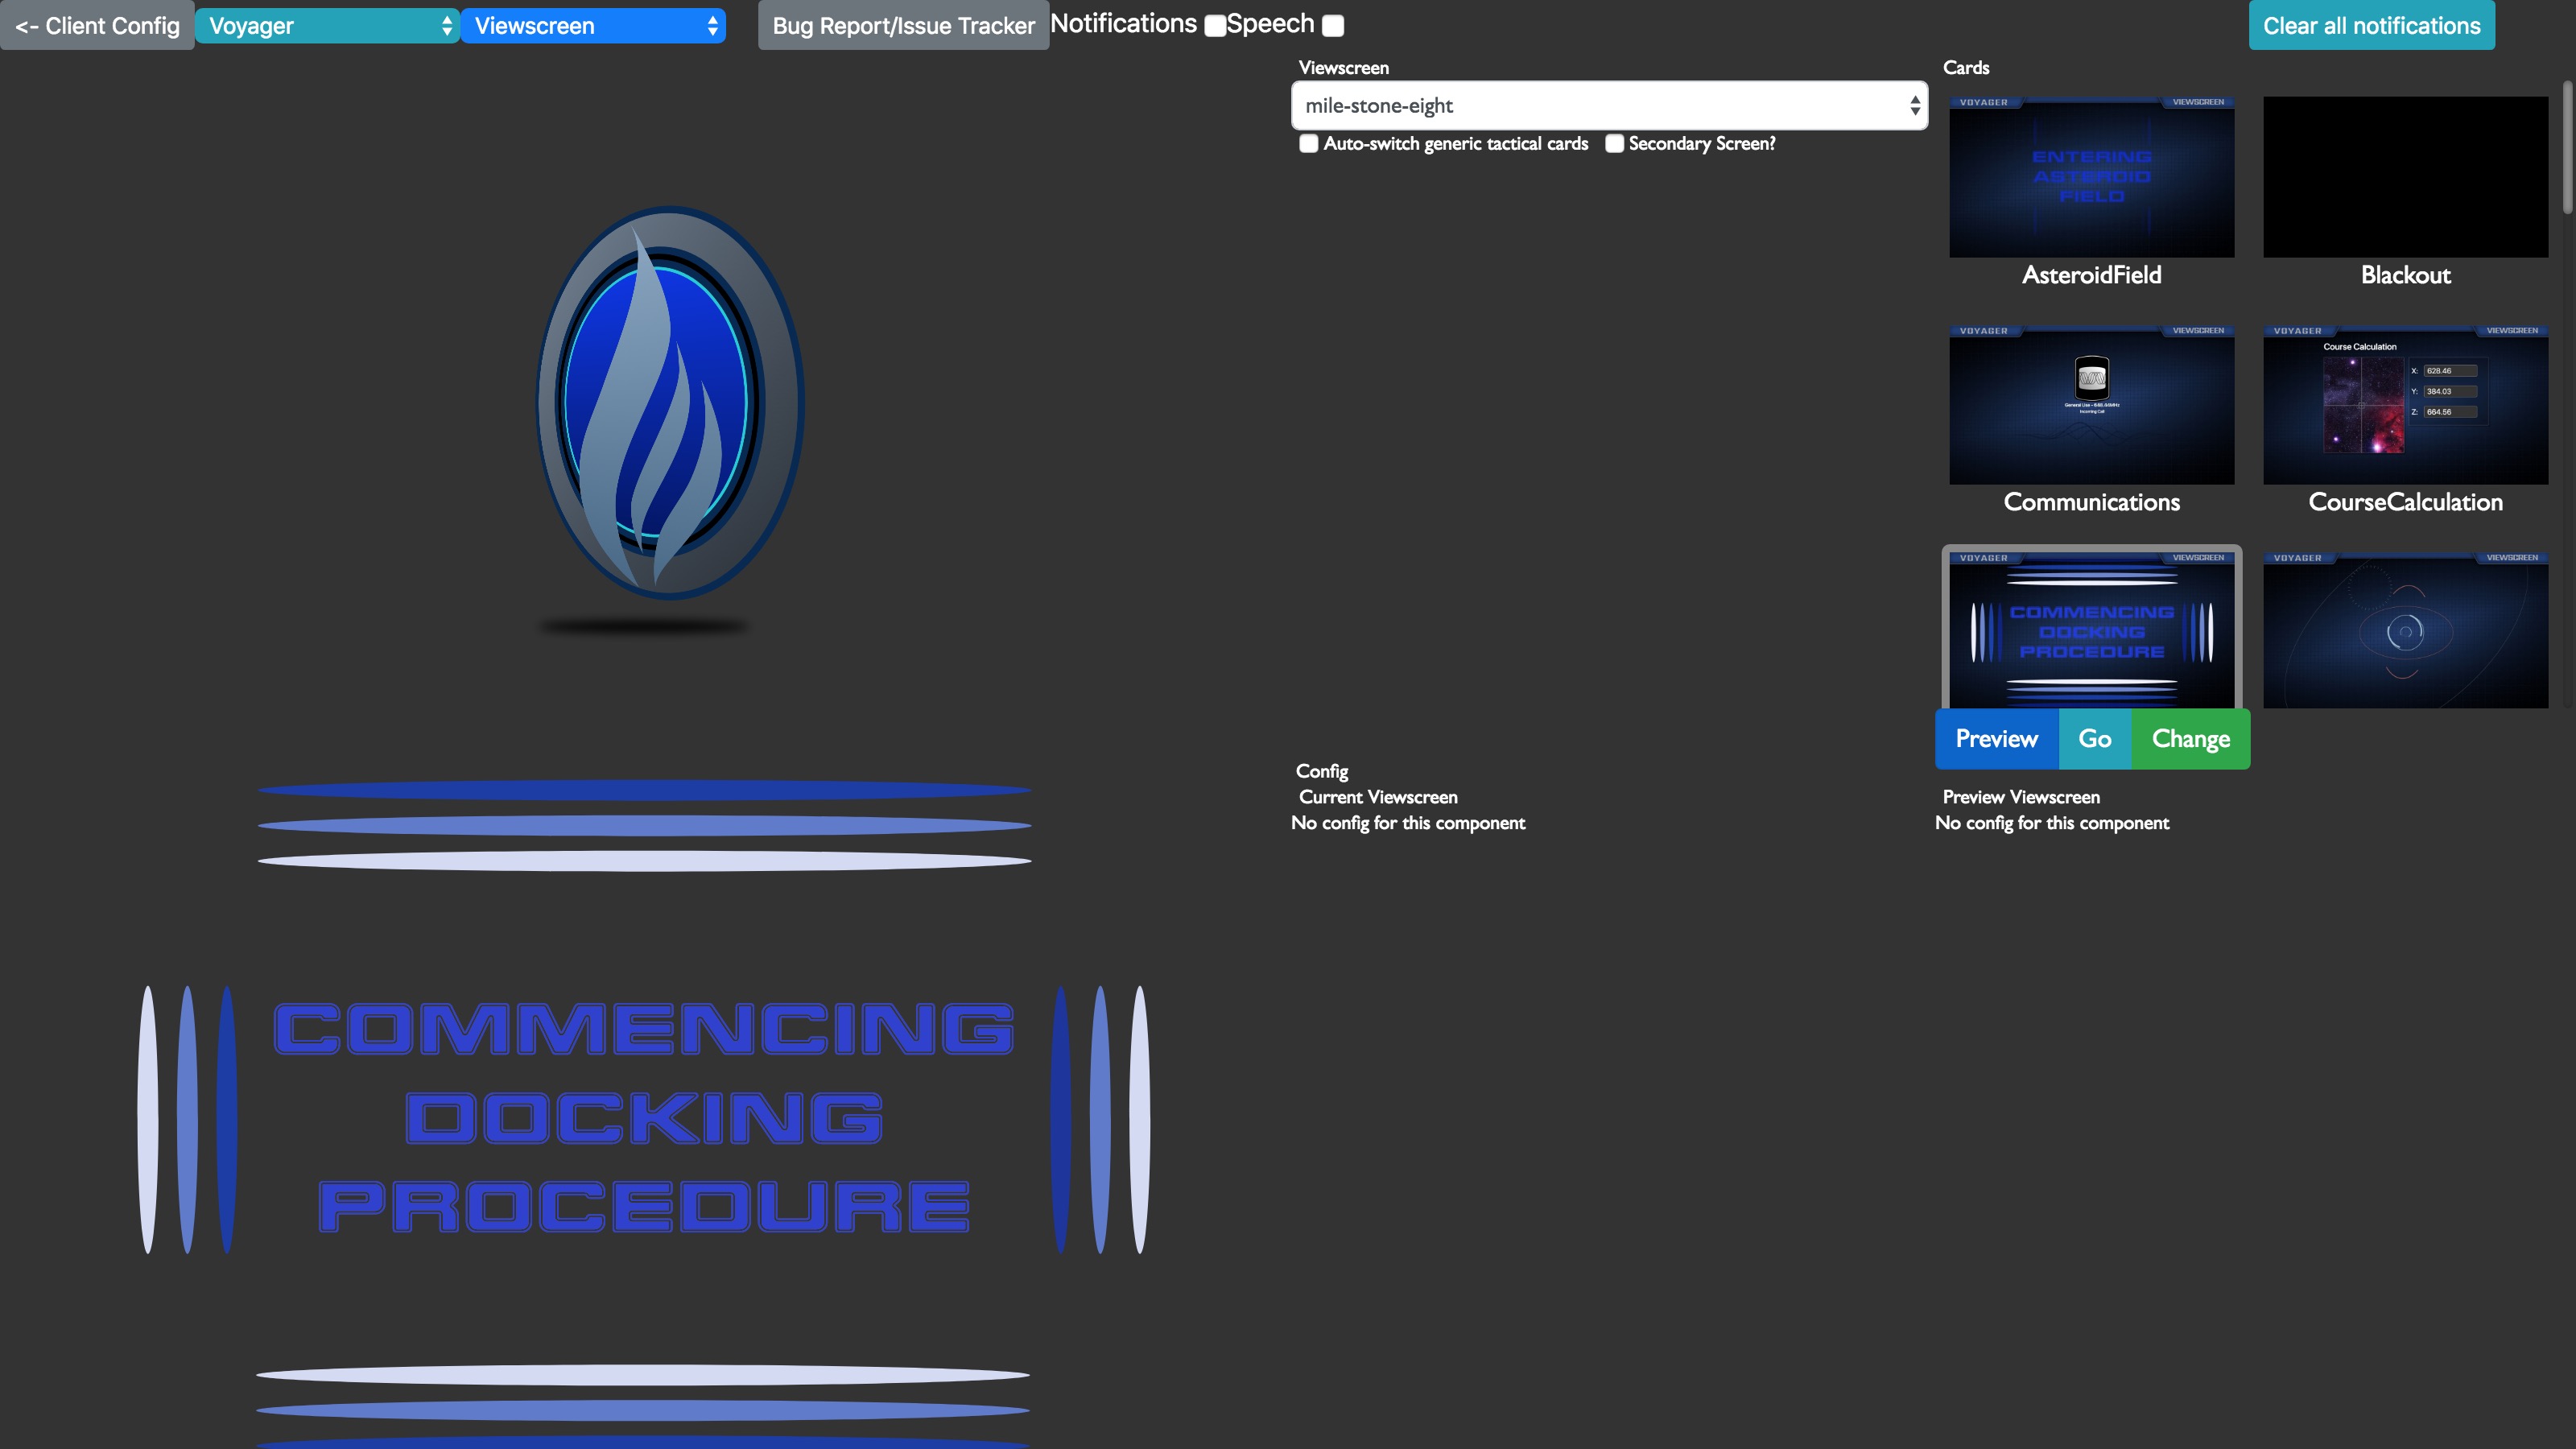 <- Client Config
Voyager
Viewscreen
Bug Report/Issue Tracker
Notifications
Speech
Clear all notifications
Viewscreen
mile-stone-eight
Auto-switch generic tactical cards
Secondary Screen?
Cards
VOYAGER
VIEWSCREEN
ENTERING
ASTEROID
FIELD
AsteroidField
Blackout
VOYAGER
VIEWSCREEN
Incoming Call
Communications
VOYAGER
VIEWSCREEN
Course Calculation
X: 628.46
Y: 384.03
Z: 664.56
CourseCalculation
VOYAGER
VIEWSCREEN
COMMENCING
DOCKING
PROCEDURE
VOYAGER
VIEWSCREEN
Preview
Go
Change
Config
Current Viewscreen
No config for this component
Preview Viewscreen
No config for this component
COMMENCING
DOCKING
PROCEDURE